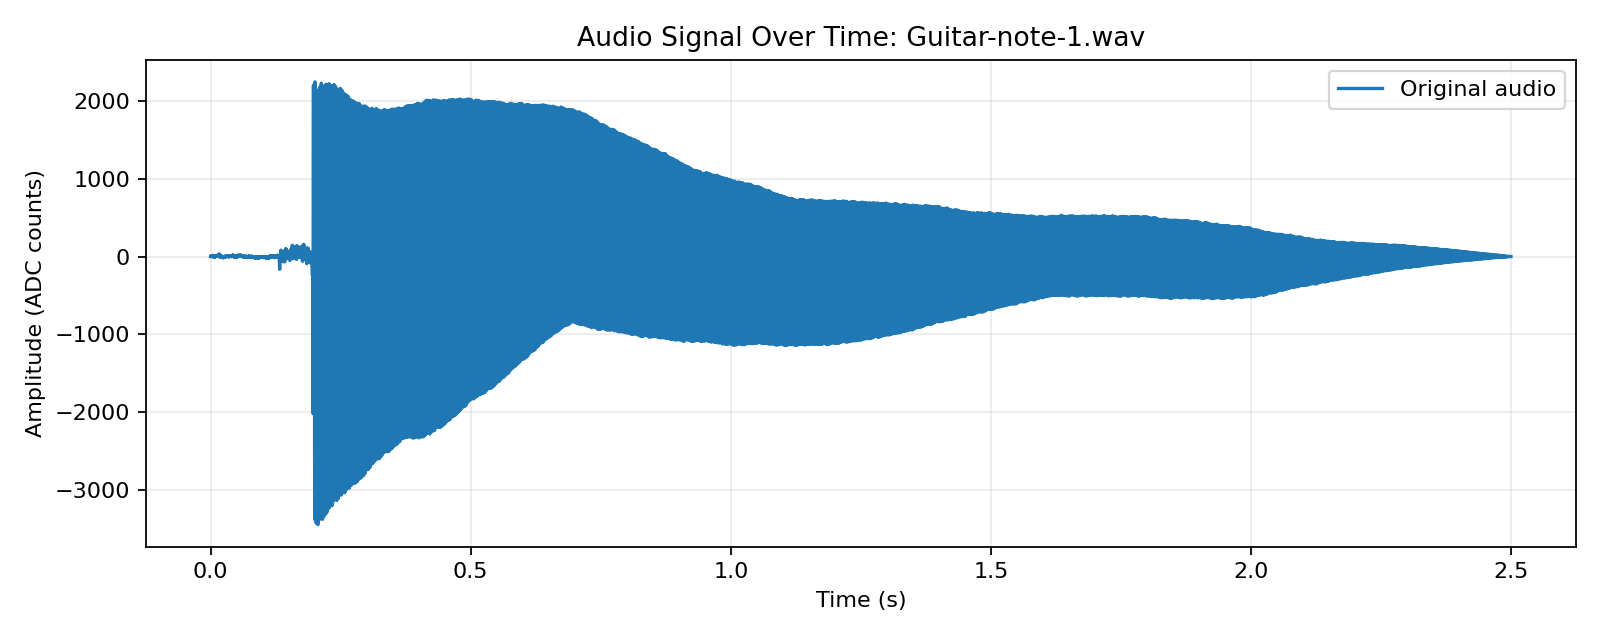 Audio Signal Over Time: Guitar-note-1.wav
Original audio
Amplitude (ADC counts)
2000
1000
0
−1000
−2000
−3000
0.0 0.5 1.0 1.5 2.0 2.5
Time (s)